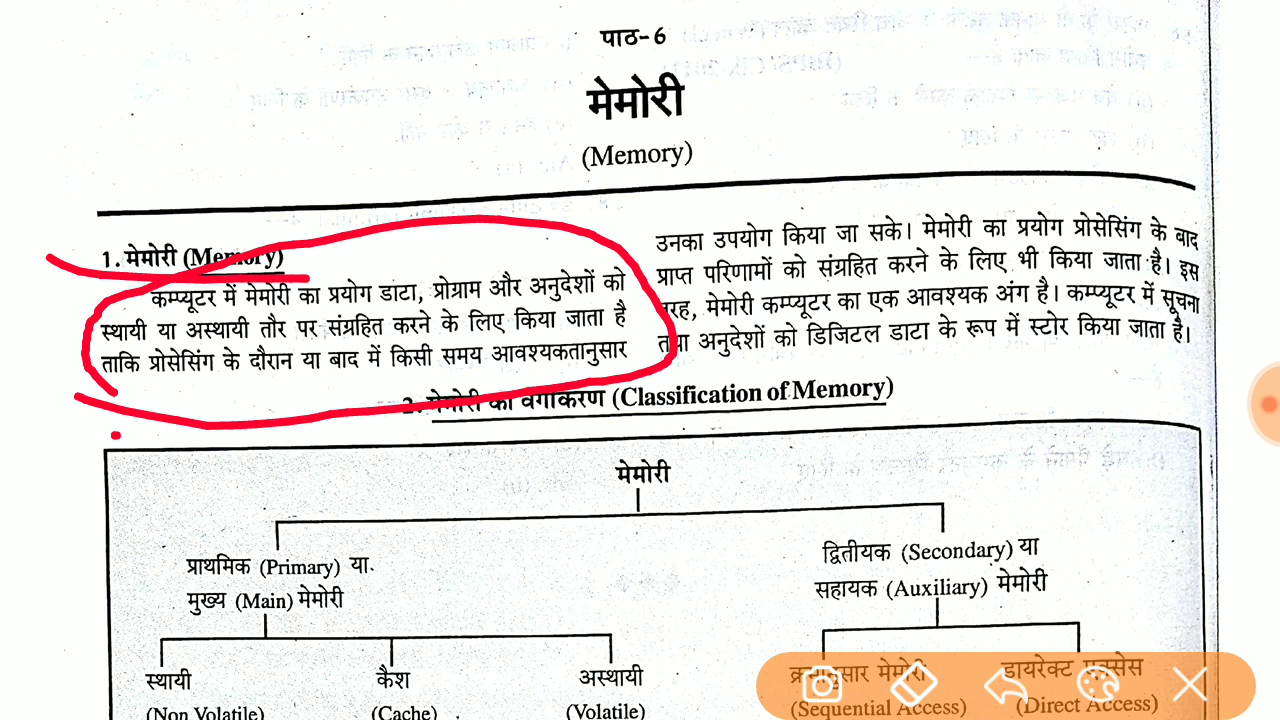 पाठ-6
मेमोरी
(Memory)
1. मेमोरी (Memory)
कम्प्यूटर में मेमोरी का प्रयोग डाटा, प्रोग्राम और अनुदेशों को
स्थायी या अस्थायी तौर पर संग्रहित करने के लिए किया जाता है
ताकि प्रोसेसिंग के दौरान या बाद में किसी समय आवश्यकतानुसार
उनका उपयोग किया जा सके। मेमोरी का प्रयोग प्रोसेसिंग के बाद
प्राप्त परिणामों को संग्रहित करने के लिए भी किया जाता है। इस
तरह, मेमोरी कम्प्यूटर का एक आवश्यक अंग है। कम्प्यूटर में सूचना
तथा अनुदेशों को डिजिटल डाटा के रूप में स्टोर किया जाता है।
2. मेमोरी का वर्गीकरण (Classification of Memory)
मेमोरी
प्राथमिक (Primary) या
मुख्य (Main) मेमोरी
द्वितीयक (Secondary) या
सहायक (Auxiliary) मेमोरी
स्थायी
(Non Volatile)
कैश
(Cache)
अस्थायी
(Volatile)
क्रमानुसार मेमोरी
(Sequential Access)
डायरेक्ट एक्सेस
(Direct Access)